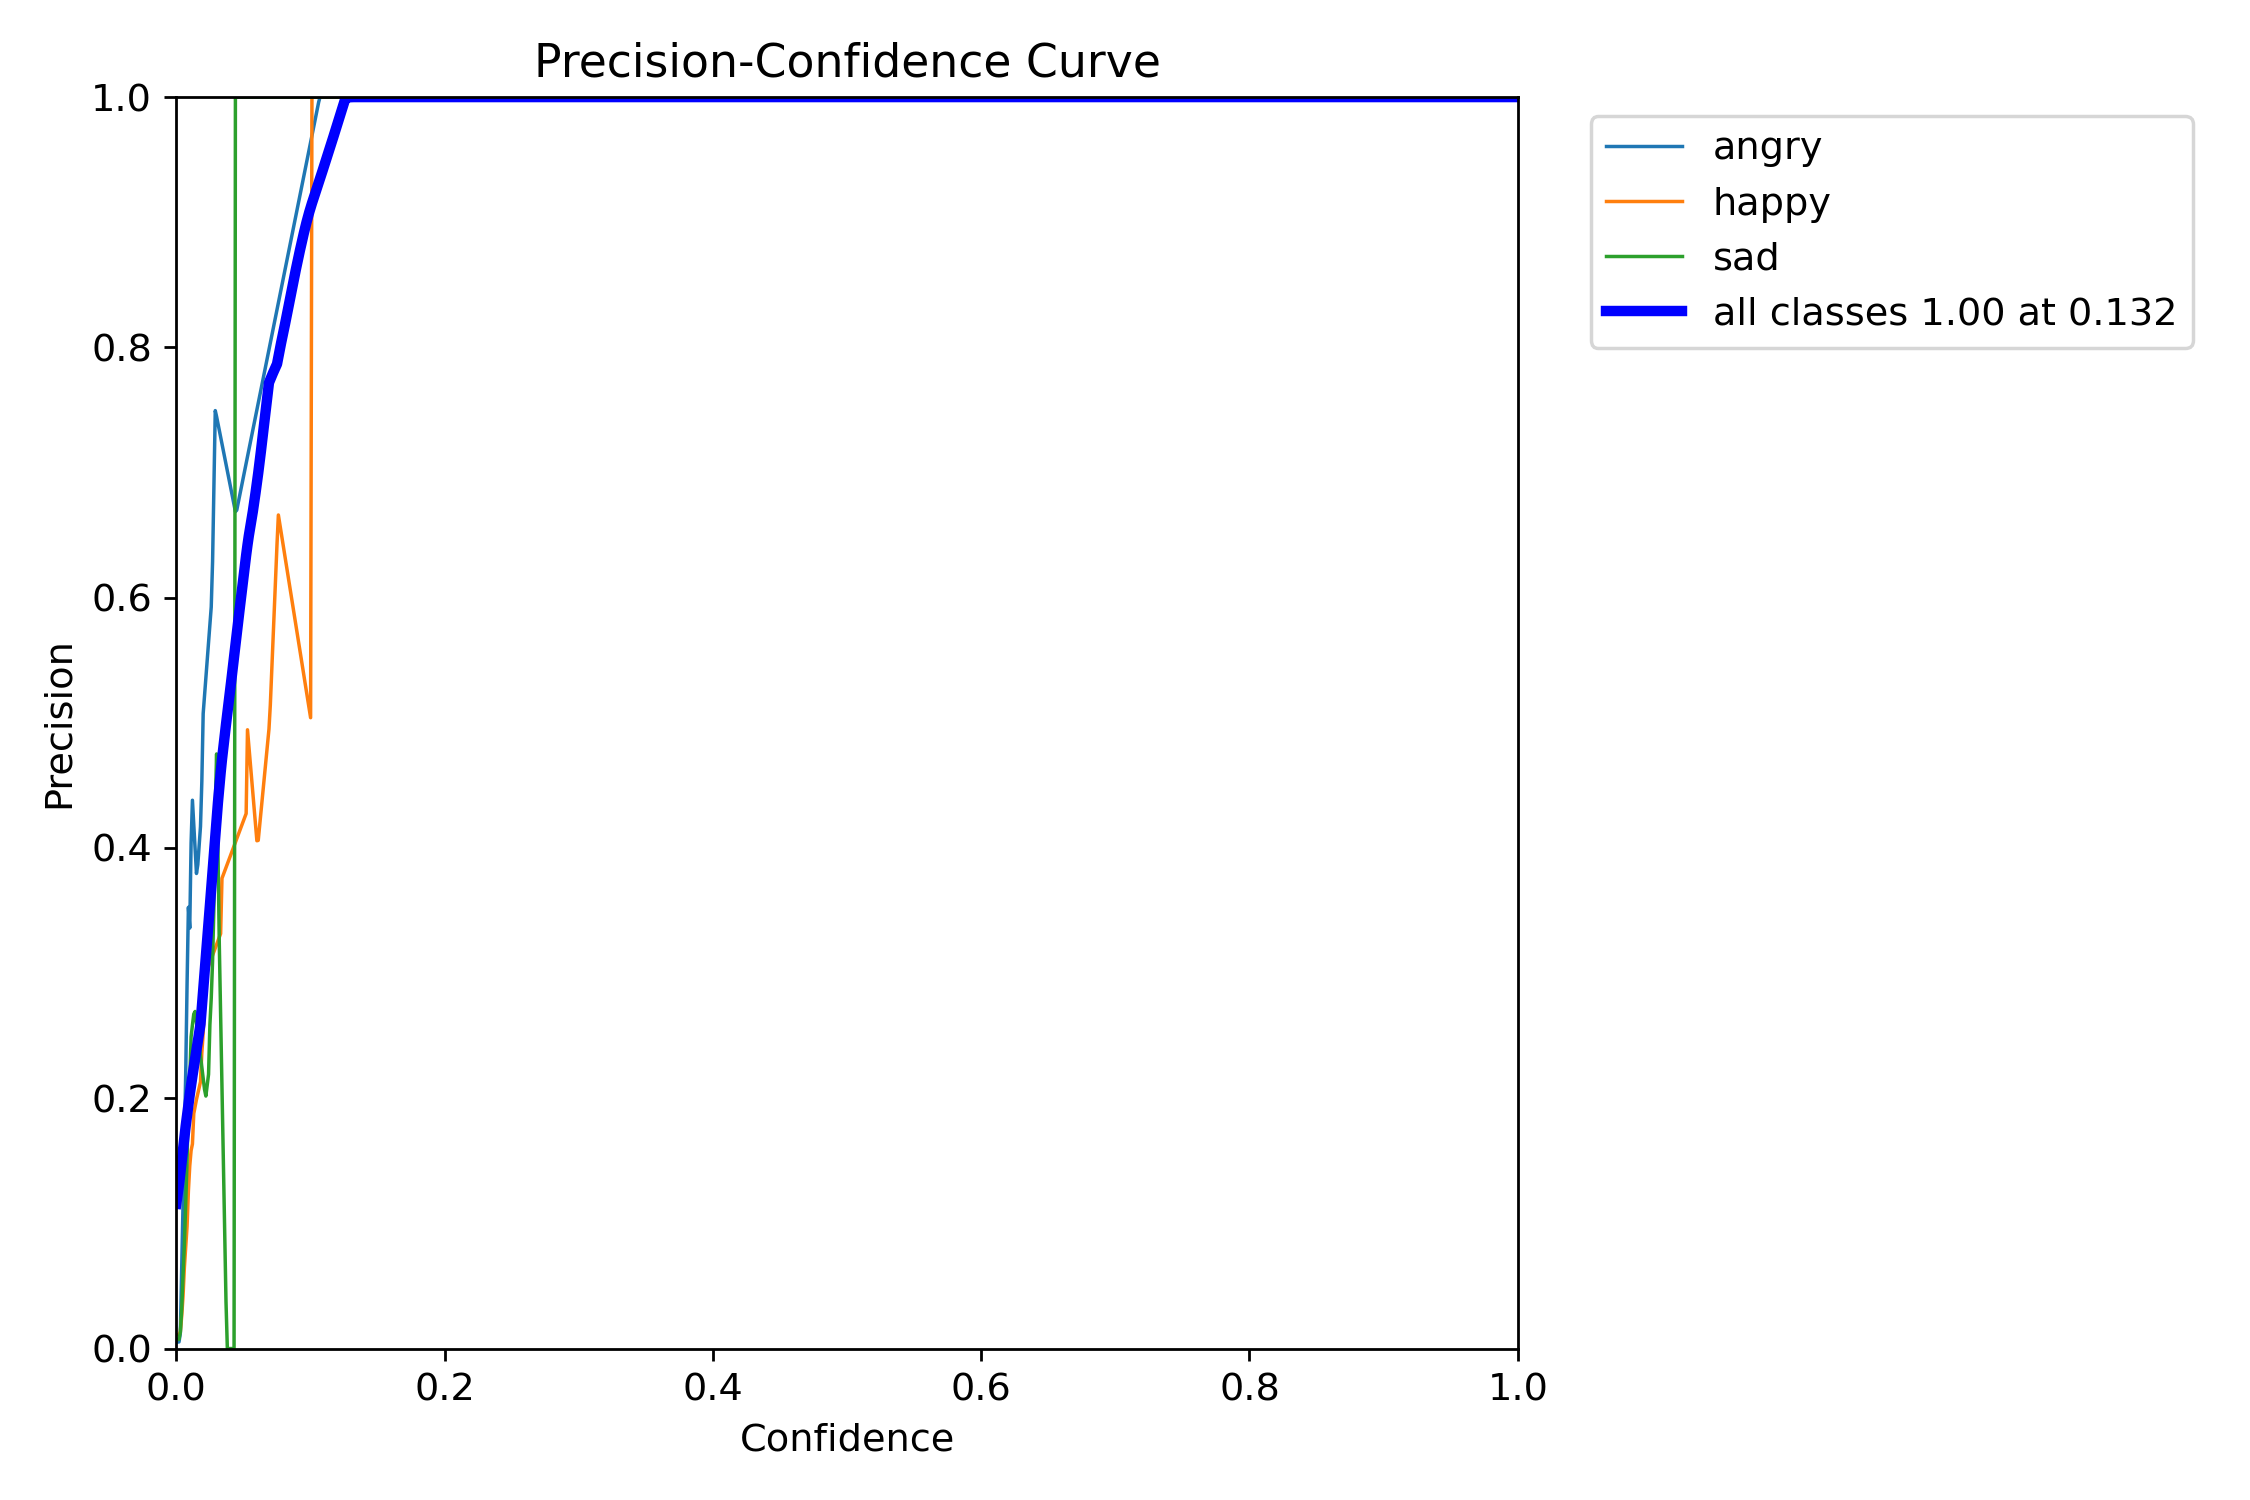 Precision-Confidence Curve
1.0
0.8
0.6
0.4
0.2
0.0
Precision
0.0 0.2 0.4 0.6 0.8 1.0
Confidence
angry
happy
sad
all classes 1.00 at 0.132